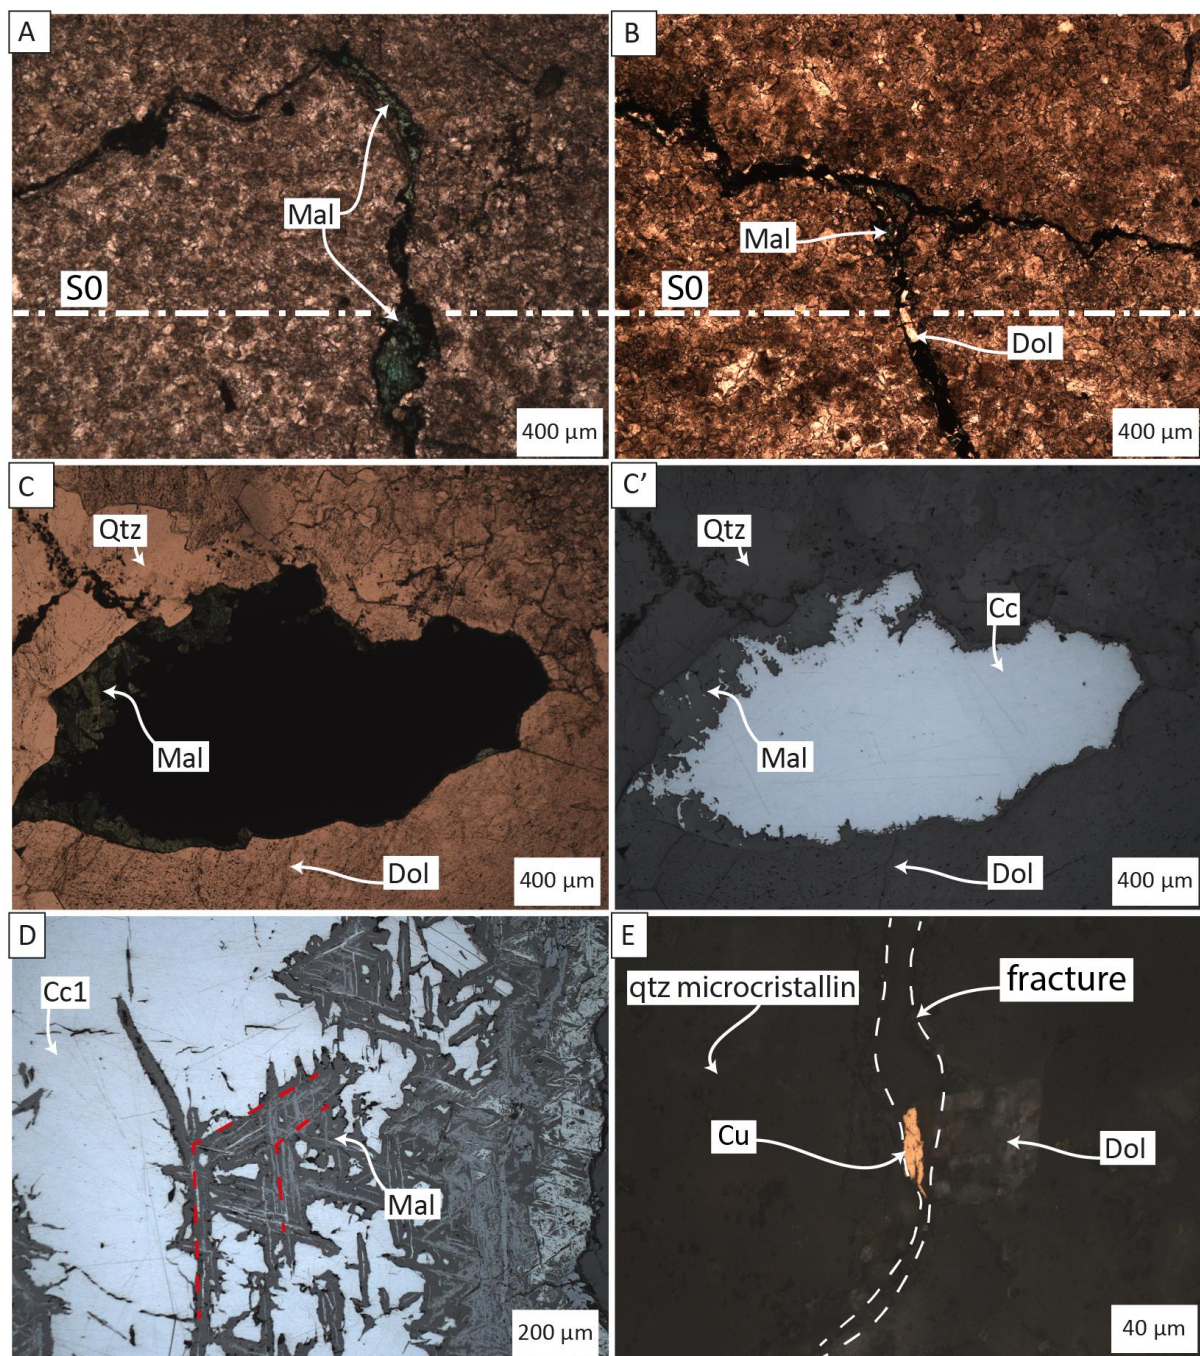 A
Mal
S0
400 µm
B
Mal
S0
Dol
400 µm
C
Qtz
Mal
Dol
400 µm
C’
Qtz
Cc
Mal
Dol
400 µm
D
Cc1
Mal
200 µm
E
qtz microcristallin
fracture
Cu
Dol
40 µm